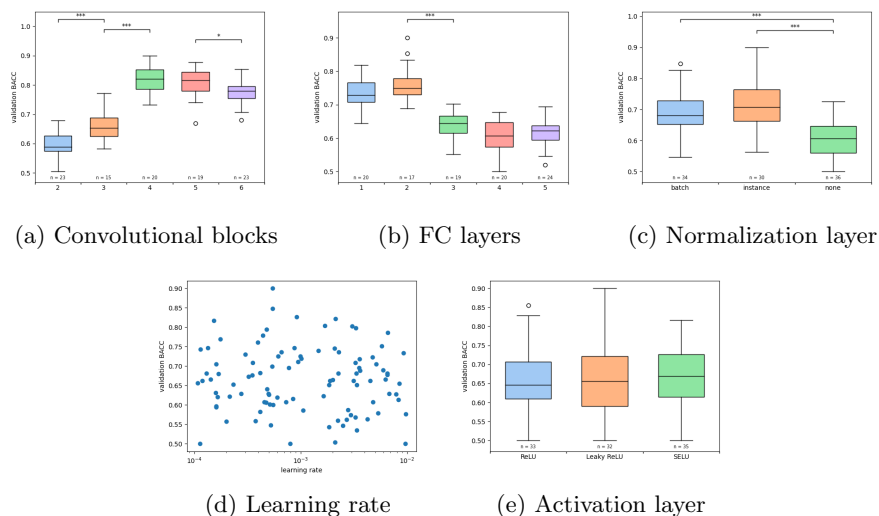 1.0
0.9
0.8
0.7
0.6
0.5
validation BACC
***
***
*
n = 23
n = 15
n = 20
n = 19
n = 23
2
3
4
5
6
(a) Convolutional blocks
1.0
0.9
0.8
0.7
0.6
0.5
validation BACC
***
n = 20
n = 17
n = 19
n = 20
n = 24
1
2
3
4
5
(b) FC layers
1.0
0.9
0.8
0.7
0.6
0.5
validation BACC
***
***
n = 34
n = 30
n = 36
batch
instance
none
(c) Normalization layer
0.90
0.85
0.80
0.75
0.70
0.65
0.60
0.55
0.50
validation BACC
10⁻⁴
10⁻³
10⁻²
learning rate
(d) Learning rate
0.90
0.85
0.80
0.75
0.70
0.65
0.60
0.55
0.50
validation BACC
n = 33
n = 32
n = 35
ReLU
Leaky ReLU
SELU
(e) Activation layer